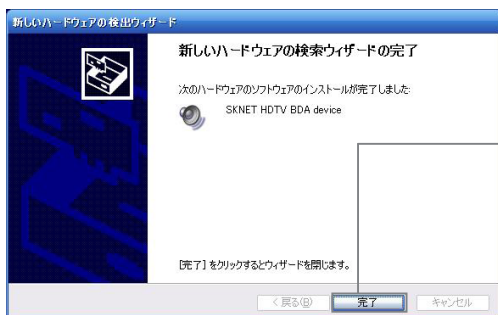 新しいハードウェアの検出ウィザード
新しいハードウェアの検索ウィザードの完了
次のハードウェアのソフトウェアのインストールが完了しました:
SKNET HDTV BDA device
[完了] をクリックするとウィザードを閉じます。
< 戻る(B)
完了
キャンセル